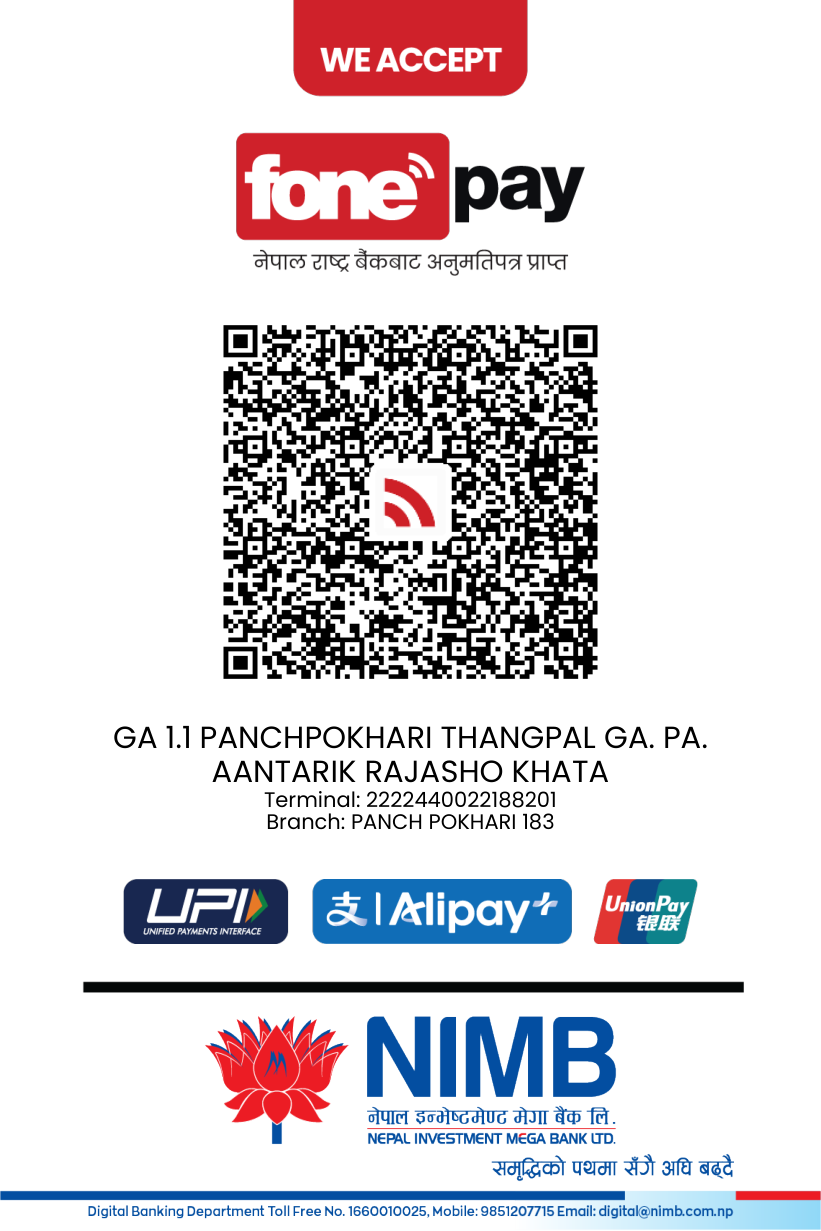 WE ACCEPT
fonepay
नेपाल राष्ट्र बैंकबाट अनुमतिपत्र प्राप्त
GA 1.1 PANCHPOKHARI THANGPAL GA. PA.
AANTARIK RAJASHO KHATA
Terminal: 2222440022188201
Branch: PANCH POKHARI 183
UPI
UNIFIED PAYMENTS INTERFACE
支 | Alipay+
UnionPay
银联
NIMB
नेपाल इन्भेष्टमेण्ट मेगा बैंक लि.
NEPAL INVESTMENT MEGA BANK LTD.
समृद्धिको पथमा सँगै अघि बढ्दै
Digital Banking Department Toll Free No. 1660010025, Mobile: 9851207715 Email: digital@nimb.com.np